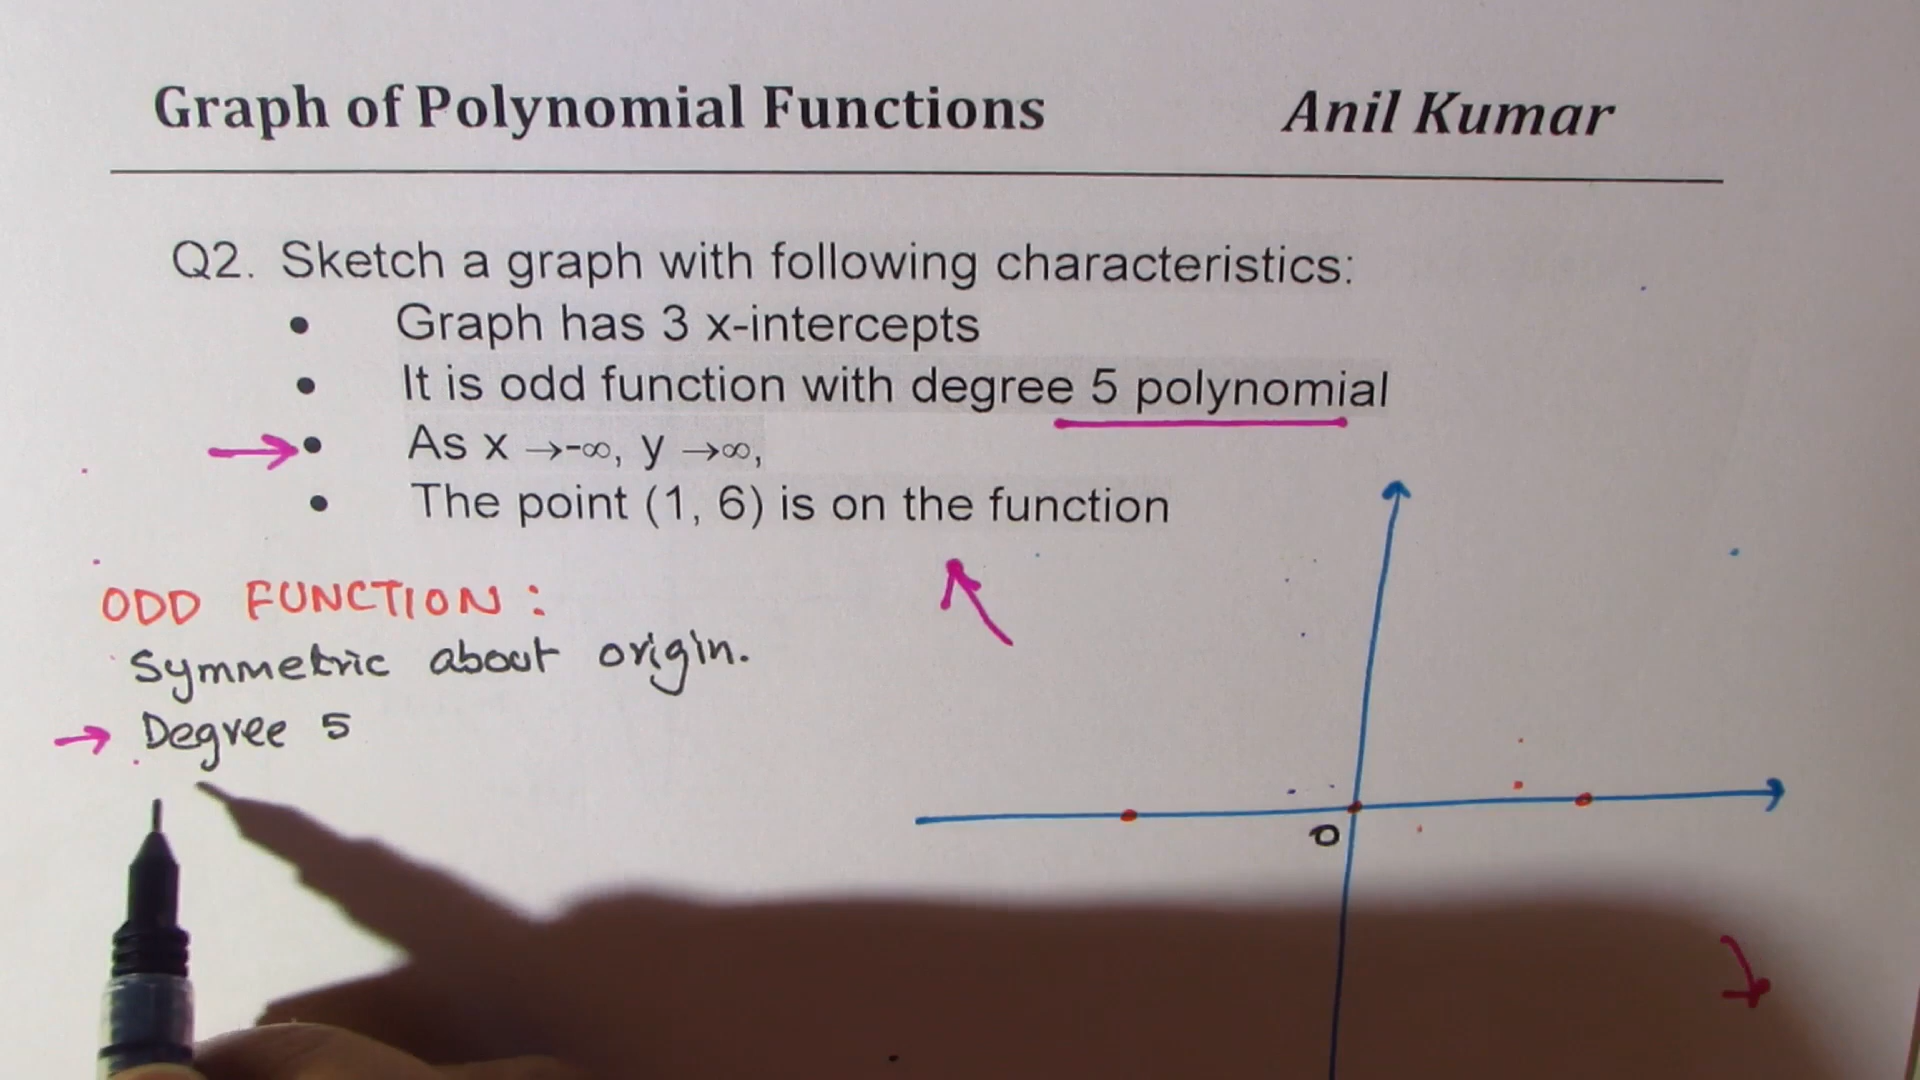 Graph of Polynomial Functions Anil Kumar
Q2. Sketch a graph with following characteristics:
• Graph has 3 x-intercepts
• It is odd function with degree 5 polynomial
• As x →-∞, y →∞,
• The point (1, 6) is on the function
ODD FUNCTION:
Symmetric about origin.
→ Degree 5
0